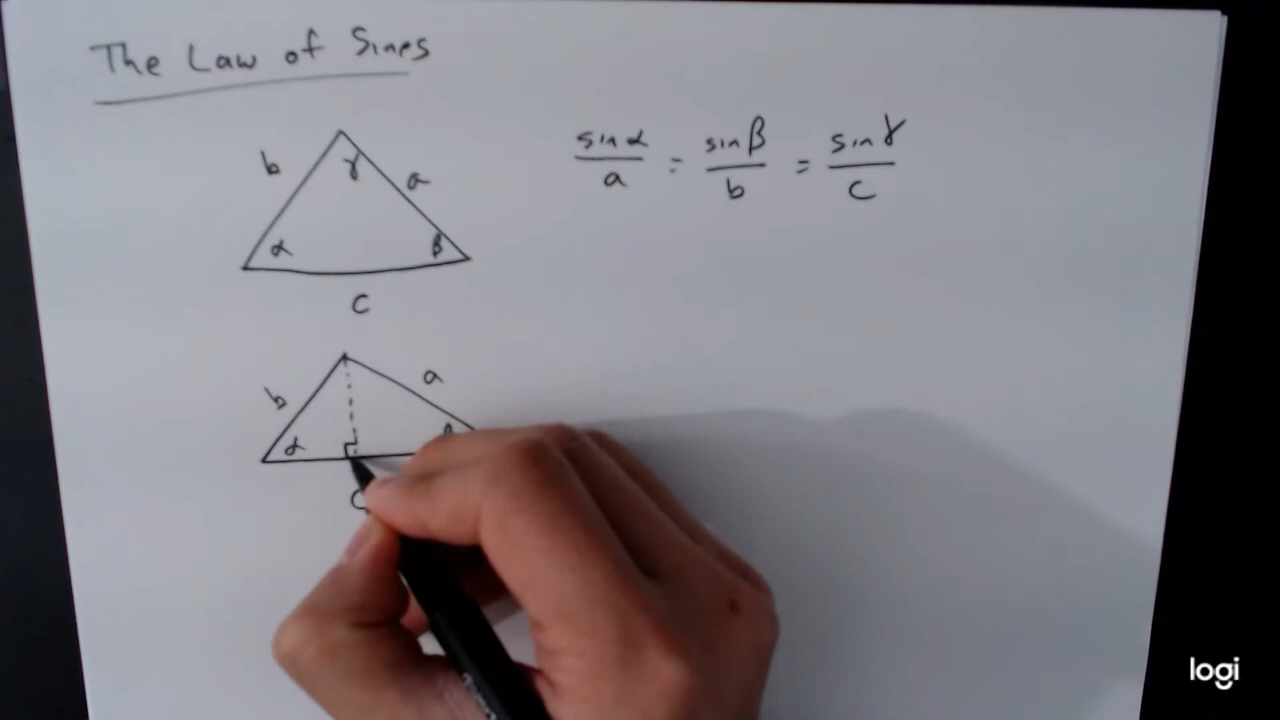 The Law of Sines
b γ a
α β
c
sin α / a = sin β / b = sin γ / c
b a
α
logi